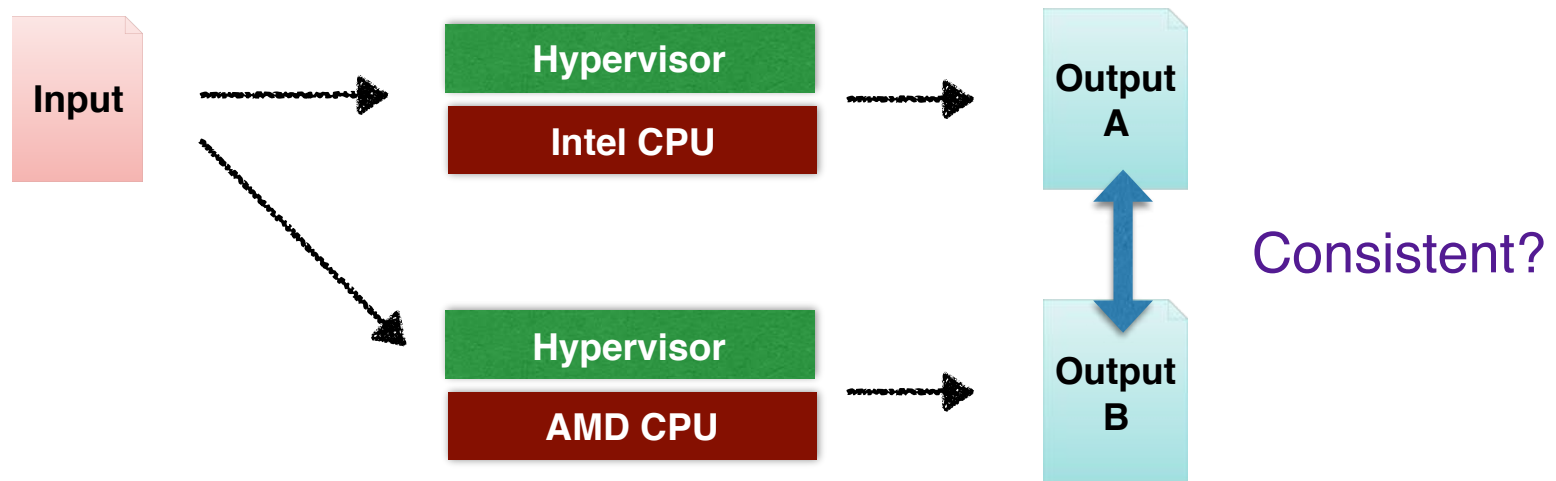 Input
Hypervisor
Intel CPU
Output
A
Consistent?
Hypervisor
AMD CPU
Output
B